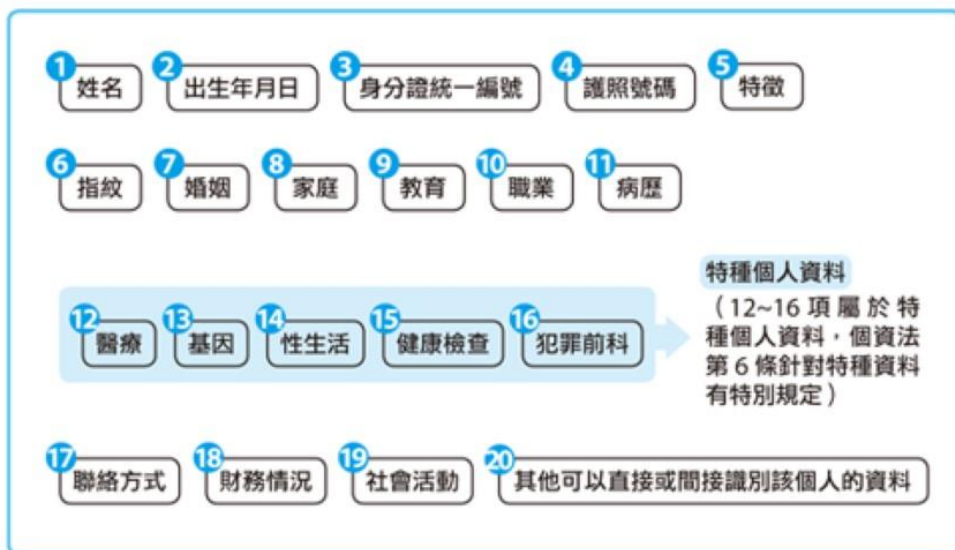 1 姓名 2 出生年月日 3 身分證統一編號 4 護照號碼 5 特徵
6 指紋 7 婚姻 8 家庭 9 教育 10 職業 11 病歷
12 醫療 13 基因 14 性生活 15 健康檢查 16 犯罪前科
特種個人資料
（12~16 項屬於特
種個人資料，個資法
第 6 條針對特種資料
有特別規定）
17 聯絡方式 18 財務情況 19 社會活動 20 其他可以直接或間接識別該個人的資料